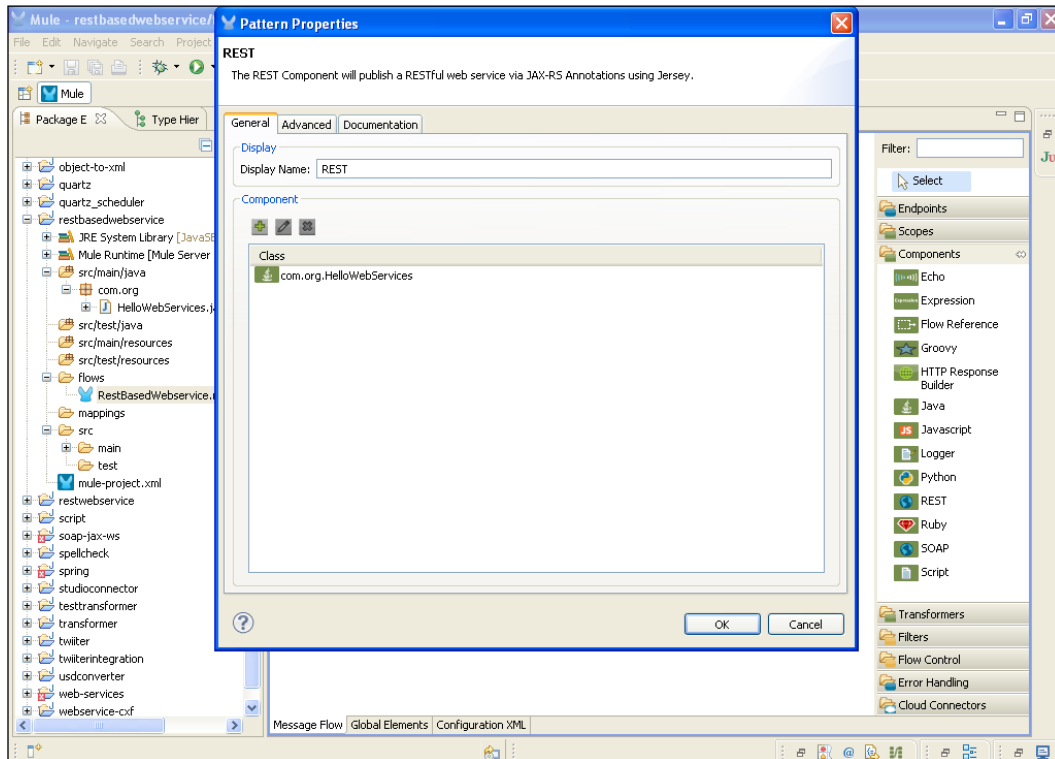 Mule - restbasedwebservice/
Pattern Properties
File Edit Navigate Search Project
REST
The REST Component will publish a RESTful web service via JAX-RS Annotations using Jersey.
Mule
Package E
Type Hier
General
Advanced
Documentation
Display
Display Name:
REST
Component
Class
com.org.HelloWebServices
OK
Cancel
object-to-xml
quartz
quartz_scheduler
restbasedwebservice
JRE System Library [JavaSE
Mule Runtime [Mule Server
src/main/java
com.org
HelloWebServices.j
src/test/java
src/main/resources
src/test/resources
flows
RestBasedWebservice.
mappings
src
main
test
mule-project.xml
restwebservice
script
soap-jax-ws
spellcheck
spring
studioconnector
testtransformer
transformer
twiiter
twiiterintegration
usdconverter
web-services
webservice-cxf
Message Flow
Global Elements
Configuration XML
Filter:
Select
Endpoints
Scopes
Components
Echo
Expression
Flow Reference
Groovy
HTTP Response
Builder
Java
JS
Javascript
Logger
Python
REST
Ruby
SOAP
Script
Transformers
Filters
Flow Control
Error Handling
Cloud Connectors
Ju